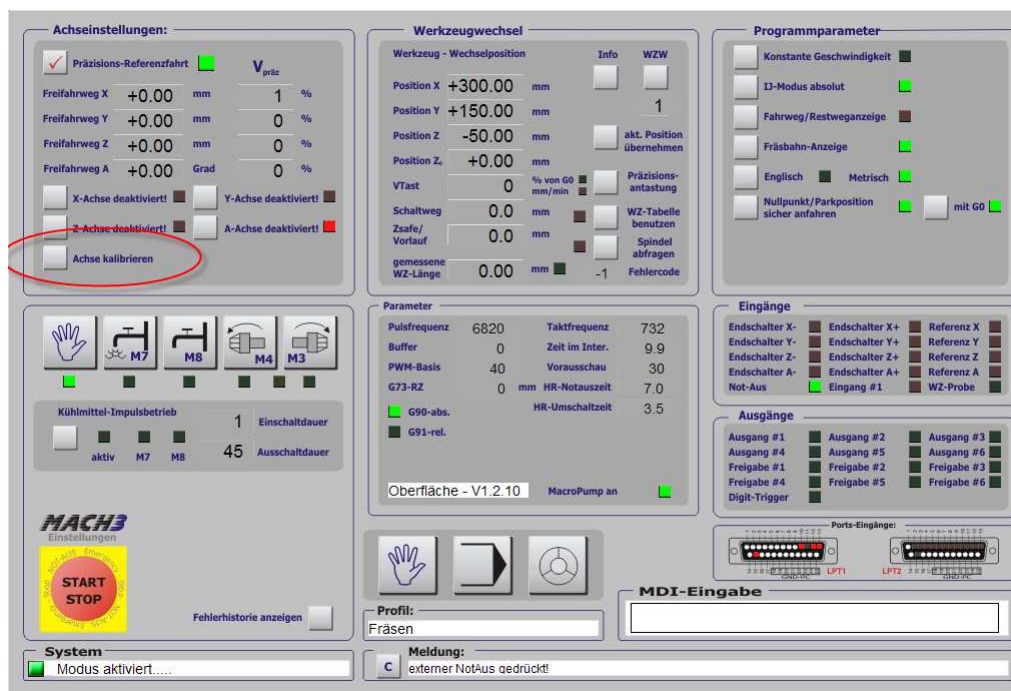 Achseinstellungen:
Präzisions-Referenzfahrt
Vpräz
Freifahrweg X +0.00 mm 1 %
Freifahrweg Y +0.00 mm 0 %
Freifahrweg Z +0.00 mm 0 %
Freifahrweg A +0.00 Grad 0 %
X-Achse deaktiviert! Y-Achse deaktiviert!
Z-Achse deaktiviert! A-Achse deaktiviert!
Achse kalibrieren
Werkzeugwechsel
Werkzeug - Wechselposition Info WZW
Position X +300.00 mm
Position Y +150.00 mm 1
Position Z -50.00 mm akt. Position
übernehmen
Position Z, +0.00 mm
VTast 0 % von G0
mm/min
Präzisions-
antastung
Schaltweg 0.0 mm WZ-Tabelle
benutzen
Zsafe/
Vorlauf 0.0 mm Spindel
abfragen
gemessene
WZ-Länge 0.00 mm -1 Fehlercode
Programmparameter
Konstante Geschwindigkeit
IJ-Modus absolut
Fahrweg/Restweganzeige
Fräsbahn-Anzeige
Englisch Metrisch
Nullpunkt/Parkposition
sicher anfahren mit G0
M7 M8 M4 M3
Kühlmittel-Impulsbetrieb
1 Einschaltdauer
aktiv M7 M8 45 Ausschaltdauer
MACH3
Einstellungen
Emergency Stop NOT-AUS
START
STOP
Fehlerhistorie anzeigen
Parameter
Pulsfrequenz 6820 Taktfrequenz 732
Buffer 0 Zeit im Inter. 9.9
PWM-Basis 40 Vorausschau 30
G73-RZ 0 mm HR-Notauszeit 7.0
G90-abs. HR-Umschaltzeit 3.5
G91-rel.
Oberfläche - V1.2.10 MacroPump an
Eingänge
Endschalter X- Endschalter X+ Referenz X
Endschalter Y- Endschalter Y+ Referenz Y
Endschalter Z- Endschalter Z+ Referenz Z
Endschalter A- Endschalter A+ Referenz A
Not-Aus Eingang #1 WZ-Probe
Ausgänge
Ausgang #1 Ausgang #2 Ausgang #3
Ausgang #4 Ausgang #5 Ausgang #6
Freigabe #1 Freigabe #2 Freigabe #3
Freigabe #4 Freigabe #5 Freigabe #6
Digit-Trigger
Ports-Eingänge:
LPT1 LPT2
GND-PC GND-PC
Profil:
Fräsen
MDI-Eingabe
System
Modus aktiviert.....
Meldung:
C externer NotAus gedrückt!